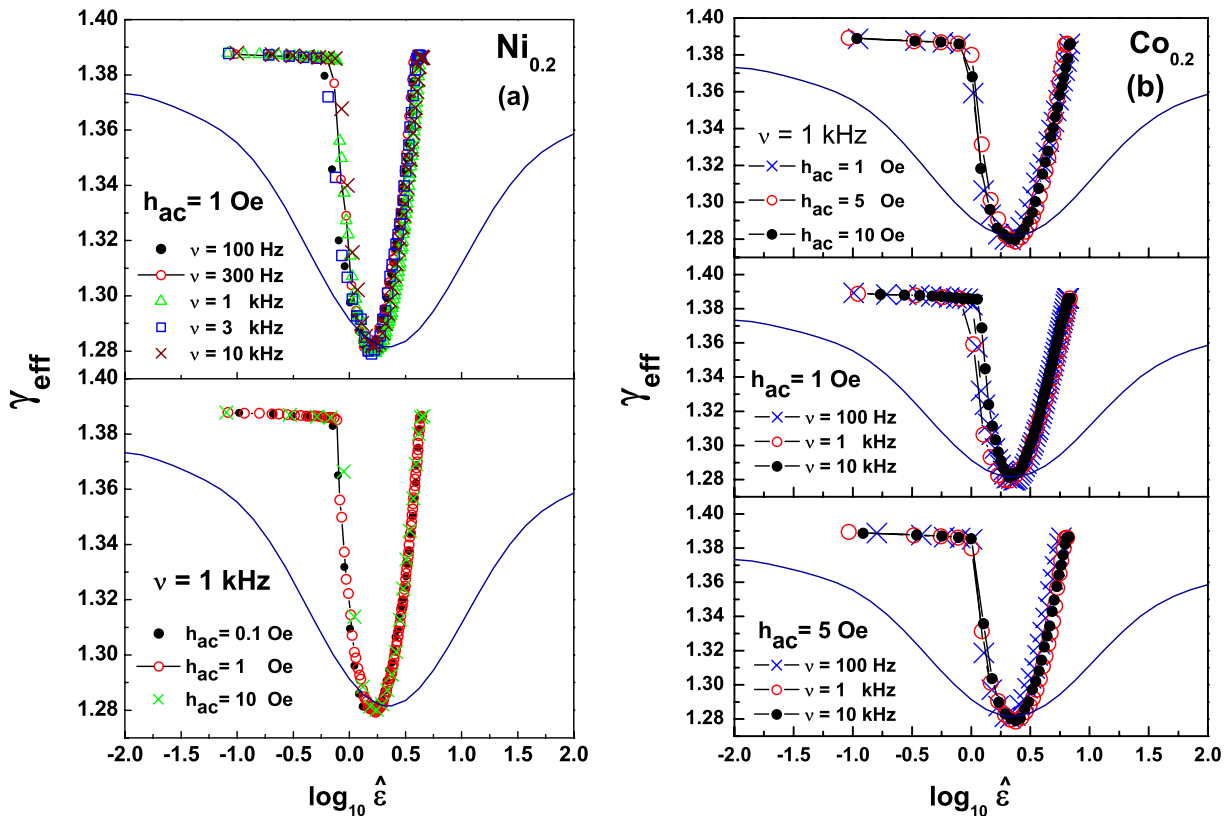 1.40
1.38
1.36
1.34
1.32
1.30
1.28
Ni0.2
(a)
hac= 1 Oe
ν = 100 Hz
ν = 300 Hz
ν = 1 kHz
ν = 3 kHz
ν = 10 kHz
1.40
1.38
1.36
1.34
1.32
1.30
1.28
ν = 1 kHz
hac= 0.1 Oe
hac= 1 Oe
hac= 10 Oe
-2.0 -1.5 -1.0 -0.5 0.0 0.5 1.0 1.5 2.0
γeff
log10 ε̂
1.40
1.38
1.36
1.34
1.32
1.30
1.28
Co0.2
(b)
ν = 1 kHz
hac= 1 Oe
hac= 5 Oe
hac= 10 Oe
1.40
1.38
1.36
1.34
1.32
1.30
1.28
hac= 1 Oe
ν = 100 Hz
ν = 1 kHz
ν = 10 kHz
1.40
1.38
1.36
1.34
1.32
1.30
1.28
hac= 5 Oe
ν = 100 Hz
ν = 1 kHz
ν = 10 kHz
-2.0 -1.5 -1.0 -0.5 0.0 0.5 1.0 1.5 2.0
γeff
log10 ε̂